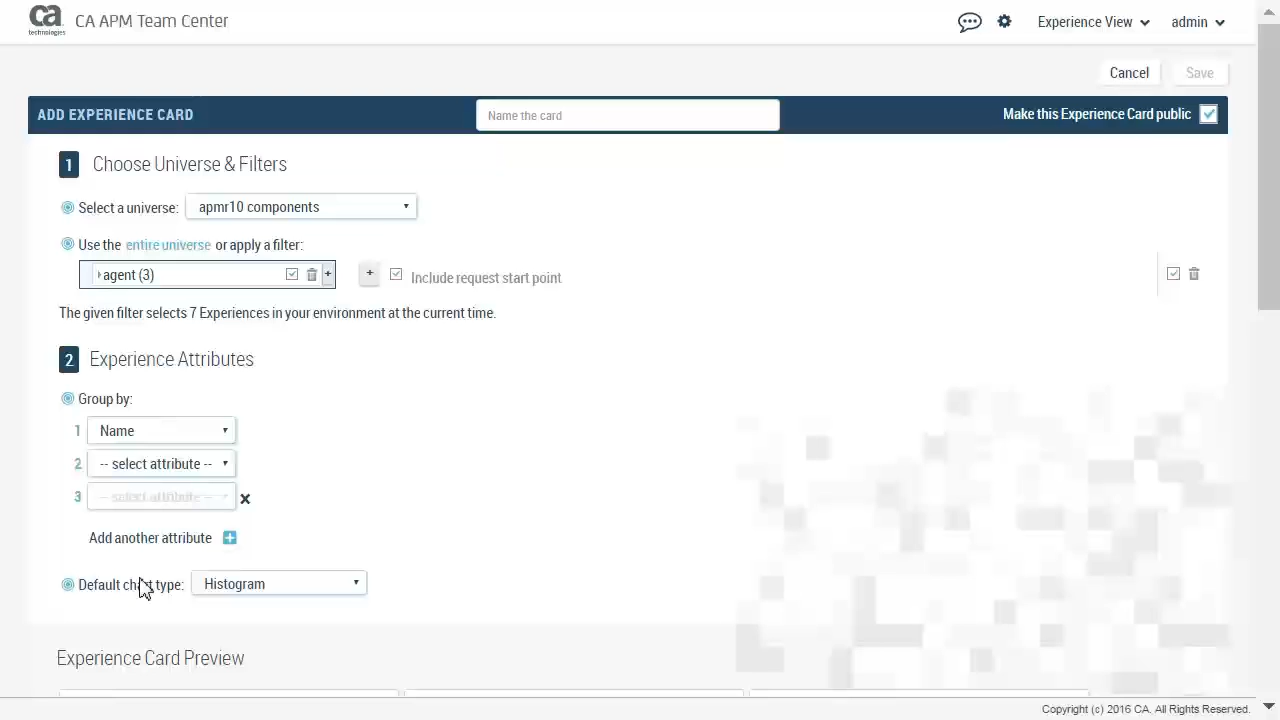 ca
technologies
CA APM Team Center
Experience View
admin
Cancel
Save
ADD EXPERIENCE CARD
Name the card
Make this Experience Card public
1 Choose Universe & Filters
Select a universe: apmr10 components
Use the entire universe or apply a filter:
agent (3)
+
+
Include request start point
The given filter selects 7 Experiences in your environment at the current time.
2 Experience Attributes
Group by:
1 Name
2 -- select attribute --
3 -- select attribute --
Add another attribute
Default chart type: Histogram
Experience Card Preview
Copyright (c) 2016 CA. All Rights Reserved.